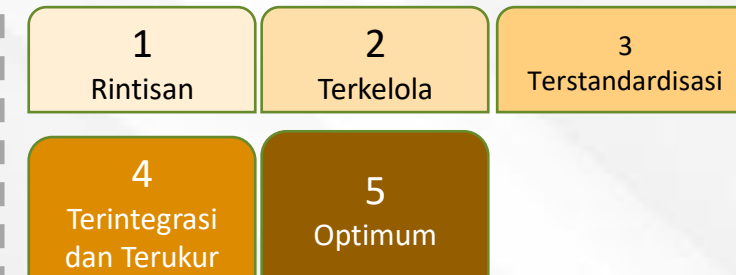 1
Rintisan
2
Terkelola
3
Terstandardisasi
4
Terintegrasi
dan Terukur
5
Optimum